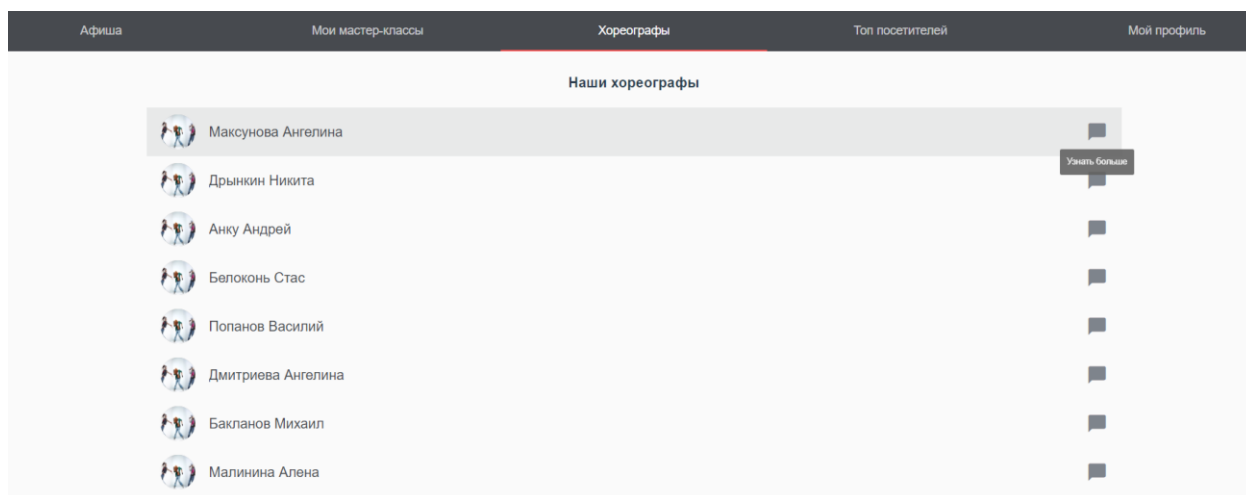 Афиша Мои мастер-классы Хореографы Топ посетителей Мой профиль
Наши хореографы
Максунова Ангелина
Узнать больше
Дрынкин Никита
Анку Андрей
Белоконь Стас
Попанов Василий
Дмитриева Ангелина
Бакланов Михаил
Малинина Алена